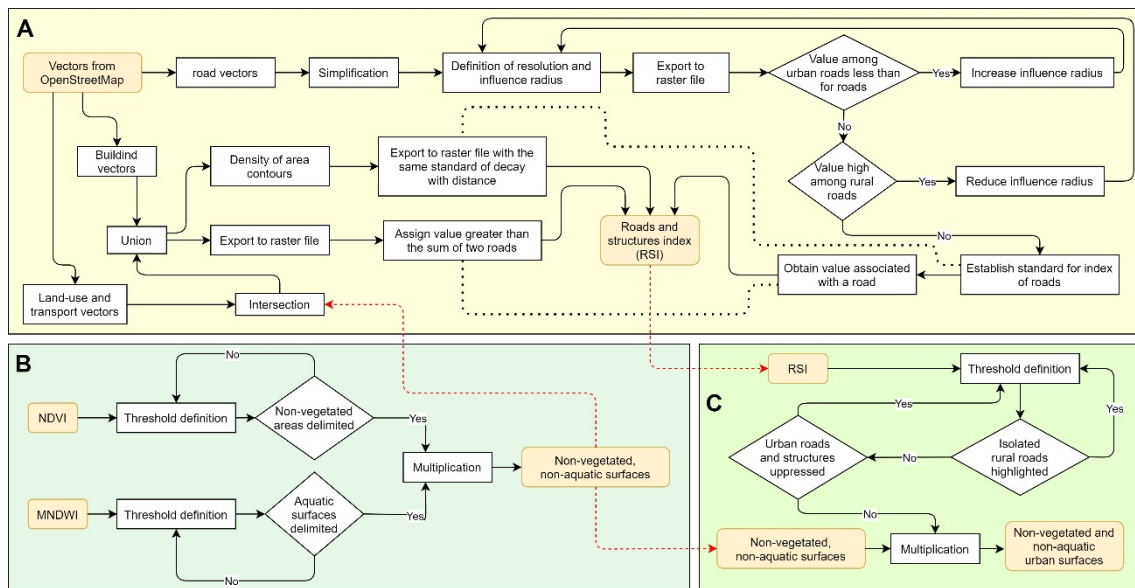 A
Vectors from
OpenStreetMap
road vectors
Simplification
Definition of resolution and
influence radius
Export to
raster file
Value among
urban roads less than
for roads
Yes
Increase influence radius
No
Buildind
vectors
Density of area
contours
Export to raster file with the
same standard of decay
with distance
Value high
among rural
roads
Yes
Reduce influence radius
No
Union
Export to raster file
Assign value greater than
the sum of two roads
Roads and
structures index
(RSI)
Obtain value associated
with a road
Establish standard for index
of roads
Land-use and
transport vectors
Intersection
B
No
NDVI
Threshold definition
Non-vegetated
areas delimited
Yes
Multiplication
Non-vegetated,
non-aquatic surfaces
MNDWI
Threshold definition
Aquatic
surfaces
delimited
Yes
No
C
RSI
Threshold definition
Yes
Yes
Urban roads
and structures
uppressed
No
Isolated
rural roads
highlighted
No
Non-vegetated,
non-aquatic surfaces
Multiplication
Non-vegetated and
non-aquatic
urban surfaces